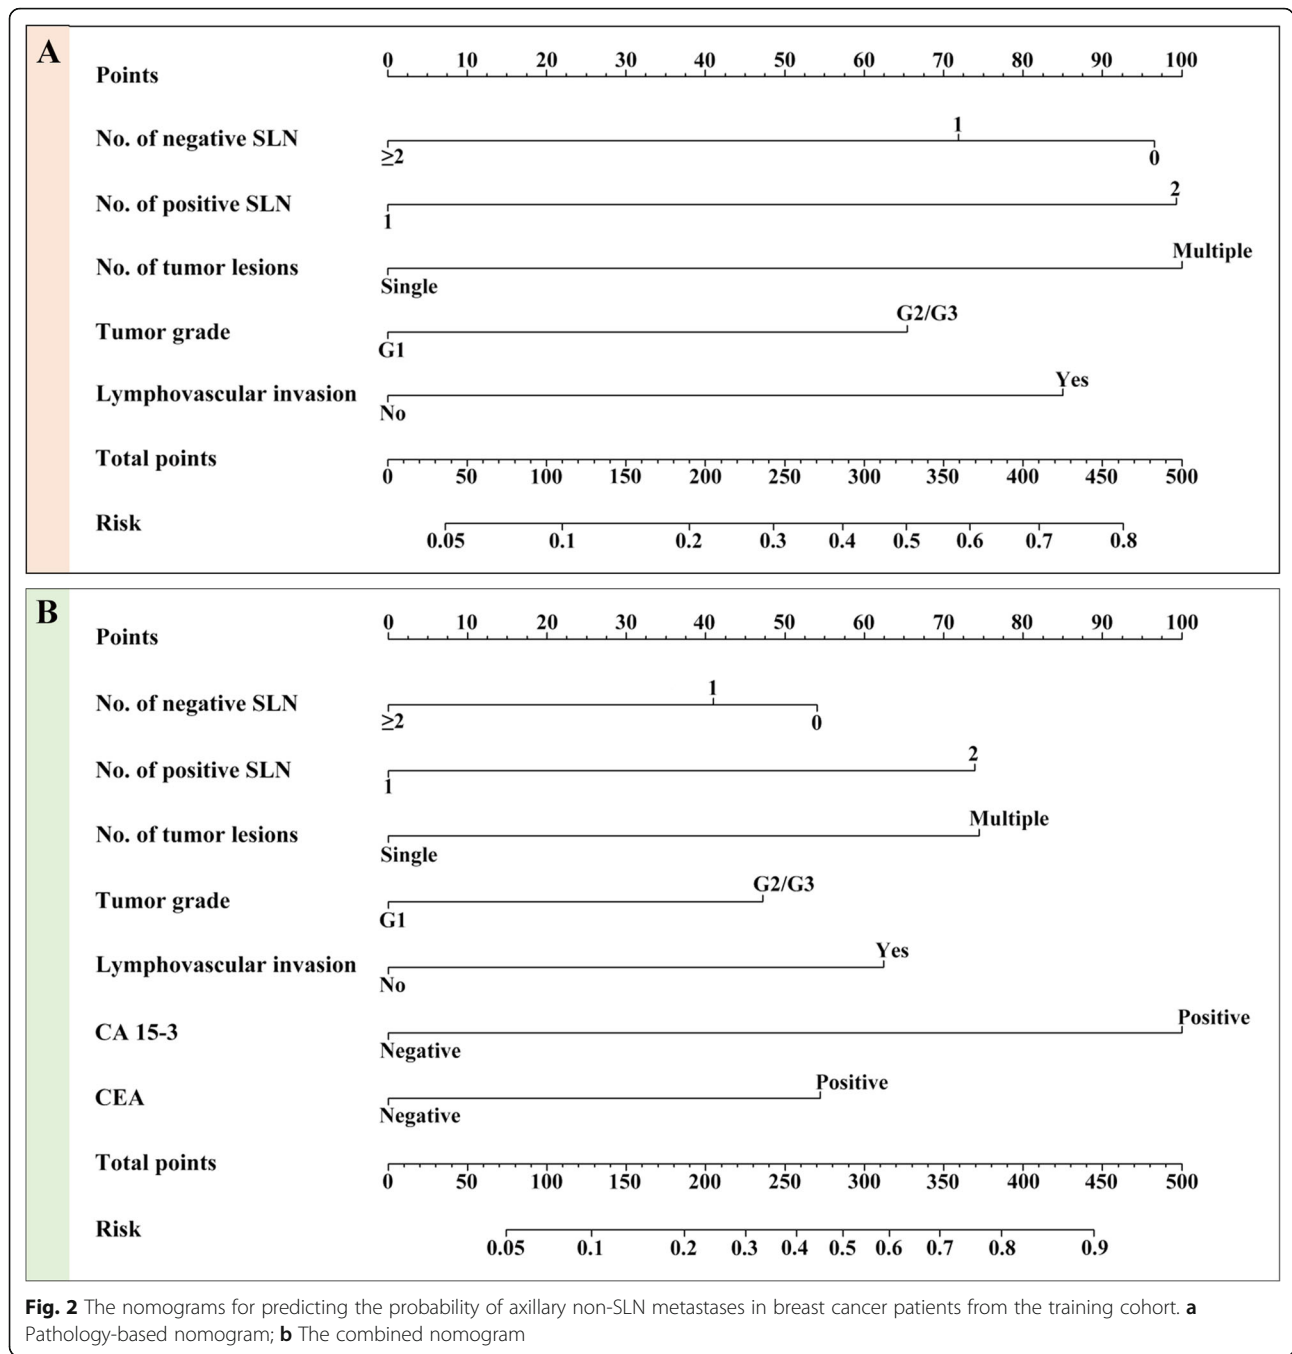 A
Points
0 10 20 30 40 50 60 70 80 90 100
No. of negative SLN
1
≥2 0
No. of positive SLN
2
1
No. of tumor lesions
Multiple
Single
Tumor grade
G2/G3
G1
Lymphovascular invasion
Yes
No
Total points
0 50 100 150 200 250 300 350 400 450 500
Risk
0.05 0.1 0.2 0.3 0.4 0.5 0.6 0.7 0.8
B
Points
0 10 20 30 40 50 60 70 80 90 100
No. of negative SLN
1
≥2 0
No. of positive SLN
2
1
No. of tumor lesions
Multiple
Single
Tumor grade
G2/G3
G1
Lymphovascular invasion
Yes
No
CA 15-3
Positive
Negative
CEA
Positive
Negative
Total points
0 50 100 150 200 250 300 350 400 450 500
Risk
0.05 0.1 0.2 0.3 0.4 0.5 0.6 0.7 0.8 0.9
Fig. 2 The nomograms for predicting the probability of axillary non-SLN metastases in breast cancer patients from the training cohort. a
Pathology-based nomogram; b The combined nomogram